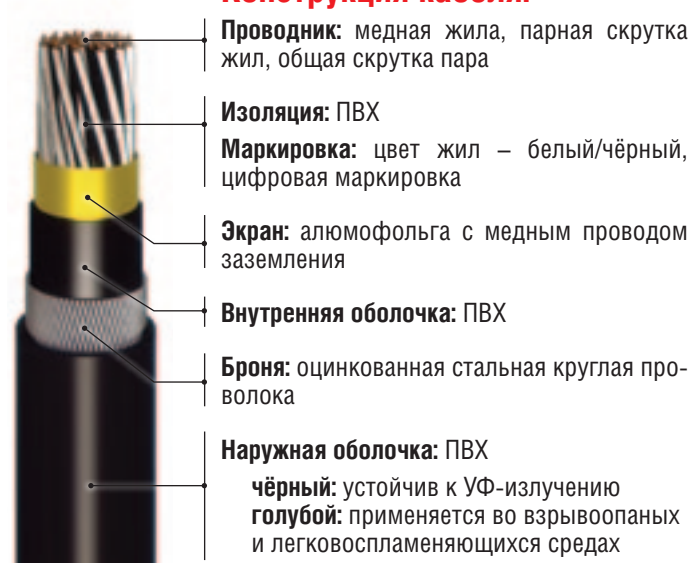 Конструкция кабеля:
Проводник: медная жила, парная скрутка
жил, общая скрутка пара
Изоляция: ПВХ
Маркировка: цвет жил – белый/чёрный,
цифровая маркировка
Экран: алюмофольга с медным проводом
заземления
Внутренняя оболочка: ПВХ
Броня: оцинкованная стальная круглая про-
волока
Наружная оболочка: ПВХ
чёрный: устойчив к УФ-излучению
голубой: применяется во взрывоопаных
и легковоспламеняющихся средах